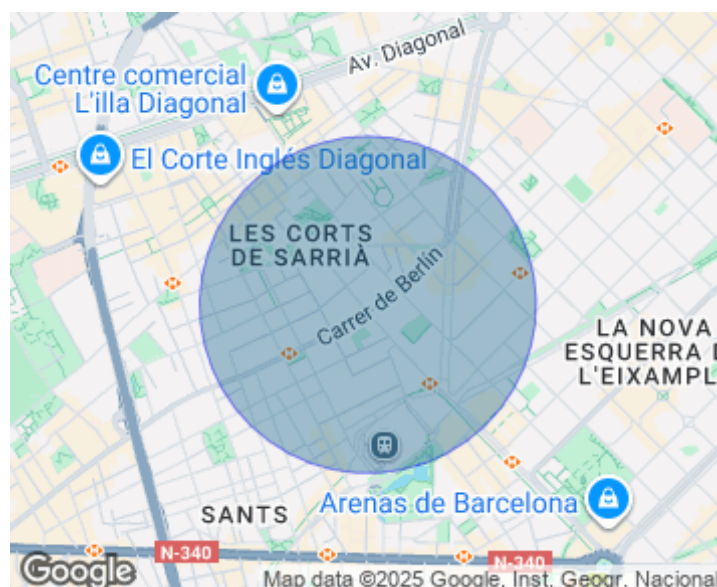 Av. Diagonal
Centre comercial
L'illa Diagonal
El Corte Inglés Diagonal
LES CORTS
DE SARRIÀ
Carrer de Berlín
LA NOVA
ESQUERRA D
L'EIXAMPL
Arenas de Barcelona
SANTS
N-340
N-340
Google
Map data ©2025 Google, Inst. Geogr. Nacional